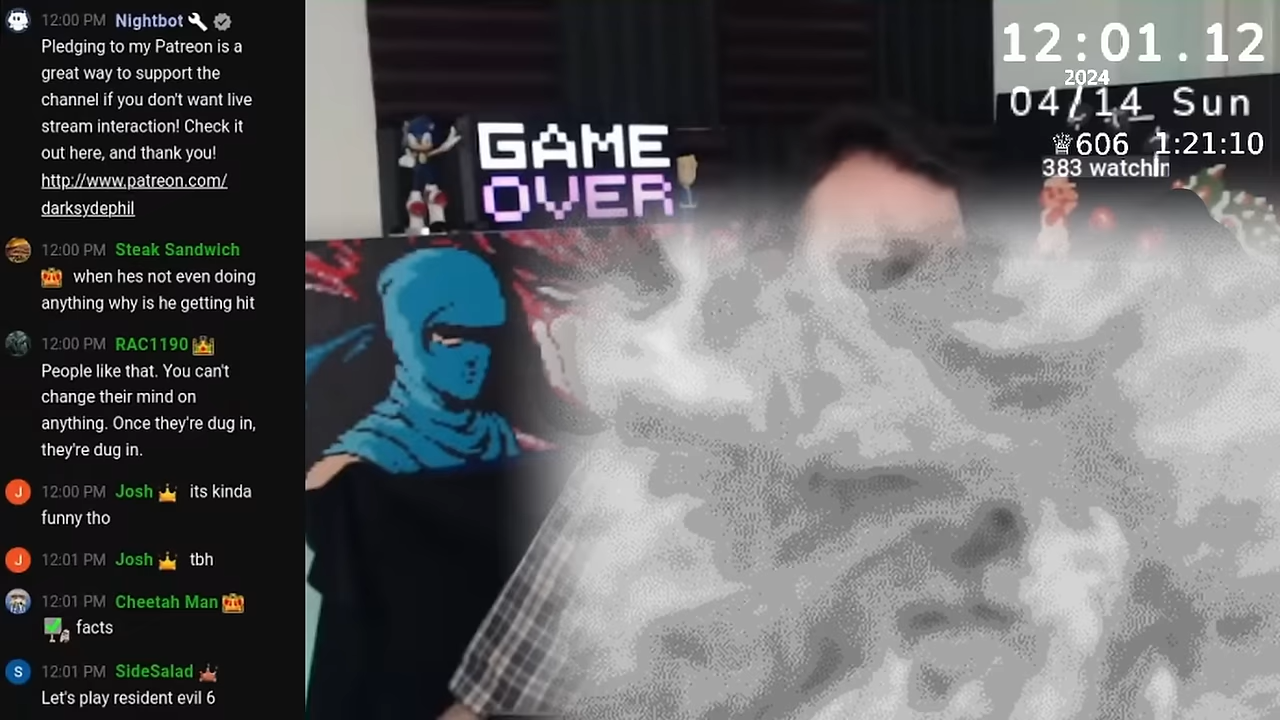 12:00 PM Nightbot
Pledging to my Patreon is a
great way to support the
channel if you don't want live
stream interaction! Check it
out here, and thank you!
http://www.patreon.com/
darksydephil
12:00 PM Steak Sandwich
when hes not even doing
anything why is he getting hit
12:00 PM RAC1190
People like that. You can't
change their mind on
anything. Once they're dug in,
they're dug in.
J 12:00 PM Josh its kinda
funny tho
J 12:01 PM Josh tbh
12:01 PM Cheetah Man
facts
S 12:01 PM SideSalad
Let's play resident evil 6
GAME
OVER
12:01.12
2024
04/14 Sun
606 1:21:10
383 watchin